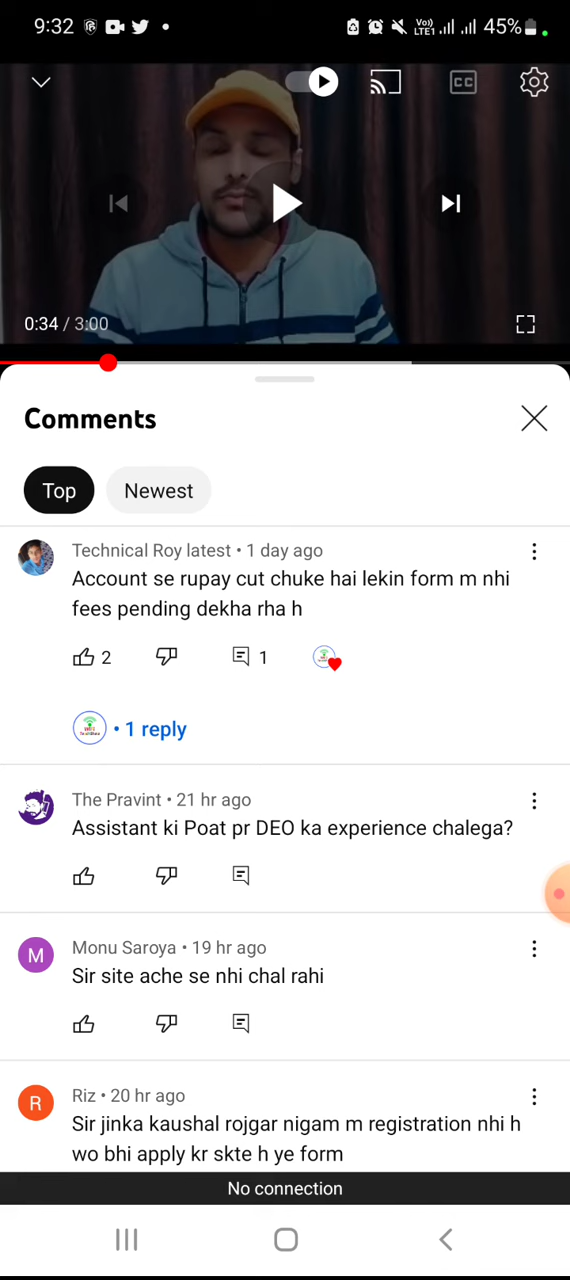 9:32
Vo)) LTE1 45%
CC
0:34 / 3:00
Comments
Top Newest
Technical Roy latest • 1 day ago
Account se rupay cut chuke hai lekin form m nhi
fees pending dekha rha h
2 1
• 1 reply
The Pravint • 21 hr ago
Assistant ki Poat pr DEO ka experience chalega?
M
Monu Saroya • 19 hr ago
Sir site ache se nhi chal rahi
R
Riz • 20 hr ago
Sir jinka kaushal rojgar nigam m registration nhi h
wo bhi apply kr skte h ye form
No connection